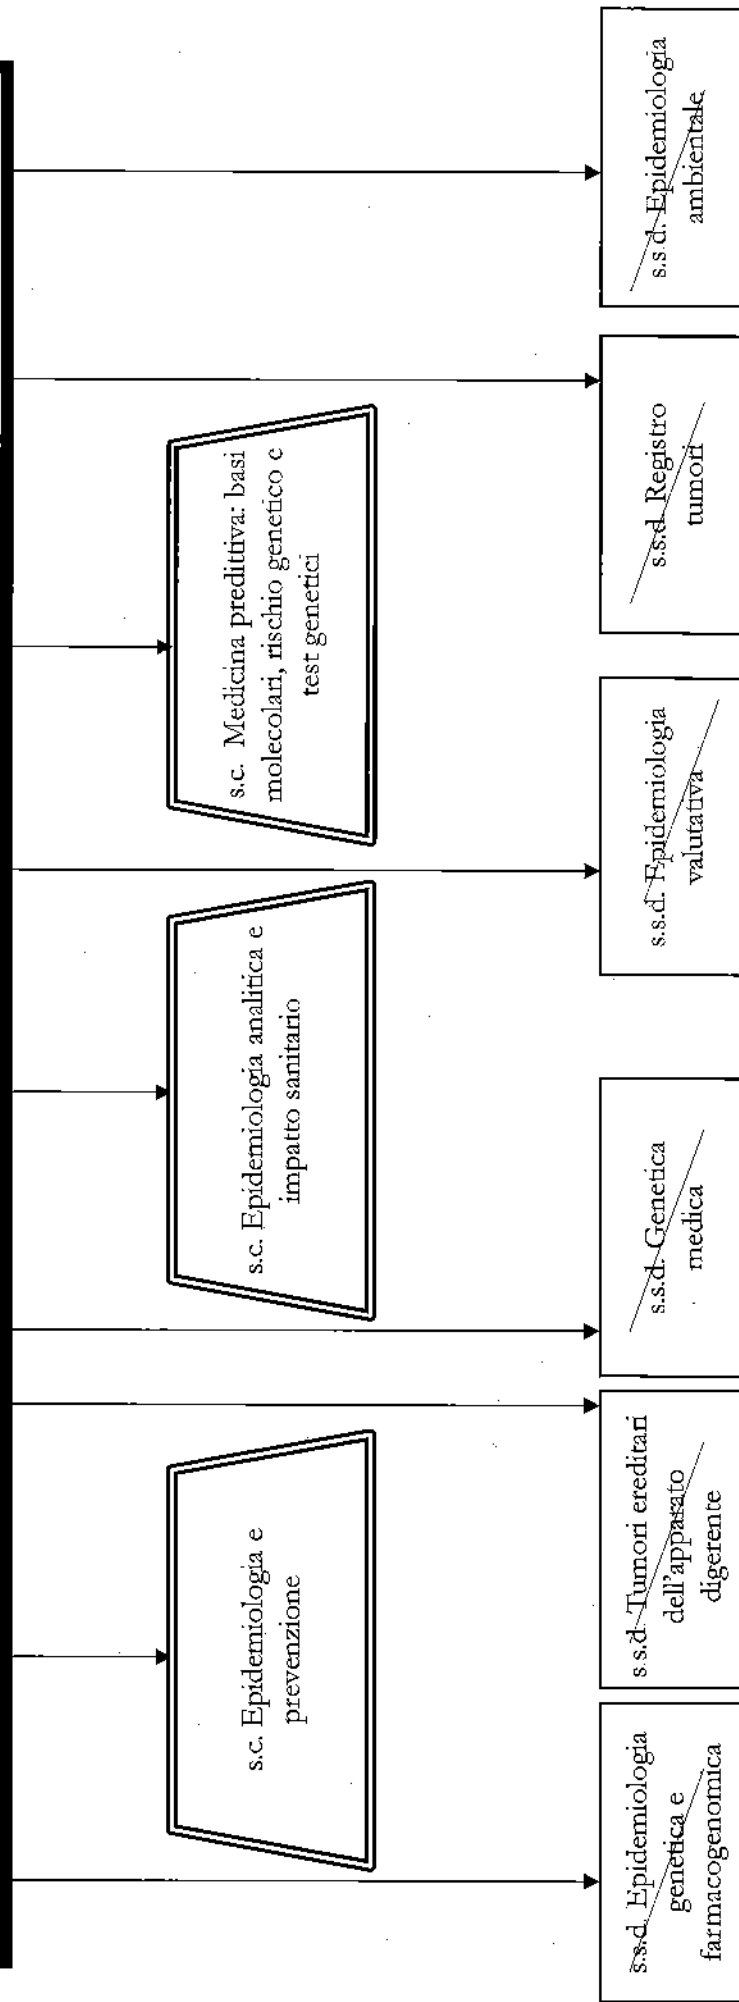 s.c. Epidemiologia e
prevenzione
s.c. Epidemiologia analitica e
impatto sanitario
s.c. Medicina predittiva: basi
molecolari, rischio genetico e
test genetici
s.s.d. Epidemiologia
genetica e
farmacogenomica
s.s.d. Tumori ereditari
dell'apparato
digerente
s.s.d. Genetica
medica
s.s.d. Epidemiologia
valutativa
s.s.d. Registro
tumori
s.s.d. Epidemiologia
ambientale